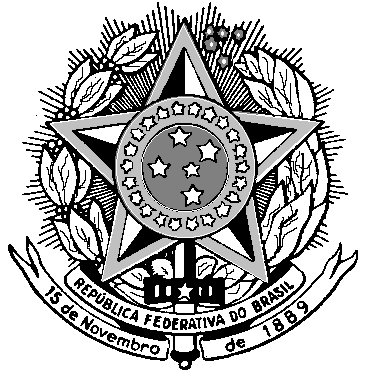 REPÚBLICA FEDERATIVA DO BRASIL
15 de Novembro de 1889